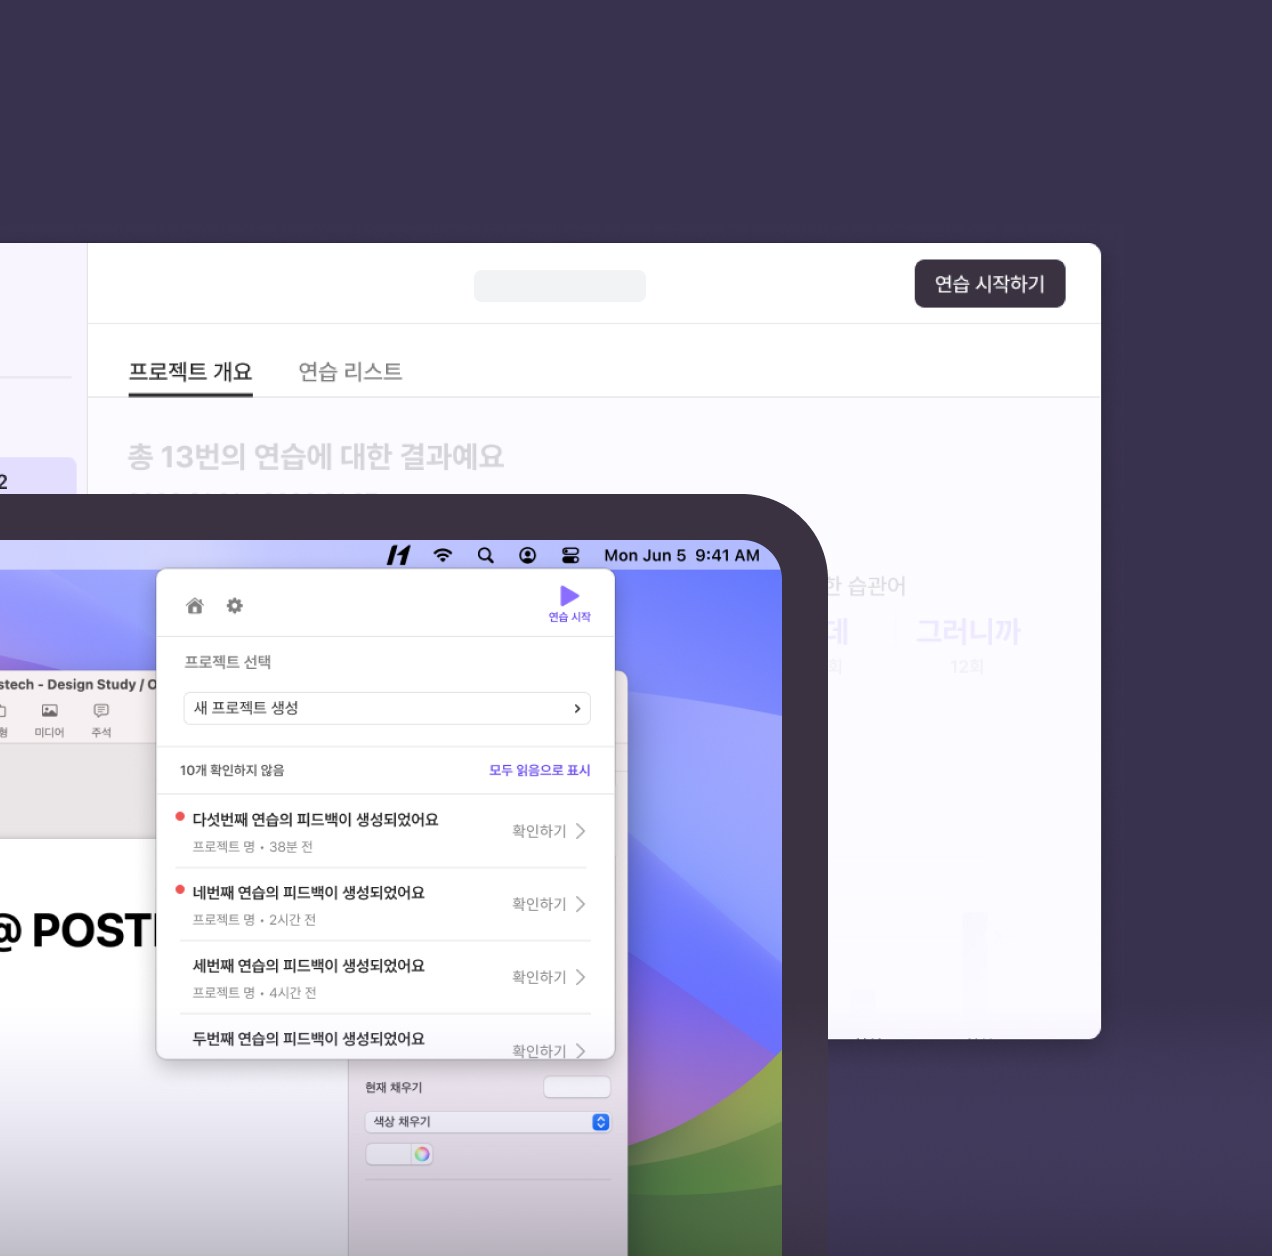 연습 시작하기
프로젝트 개요
연습 리스트
총 13번의 연습에 대한 결과예요
2
한 습관어
데
그러니까
회
12회
Mon Jun 5 9:41 AM
연습 시작
프로젝트 선택
새 프로젝트 생성
10개 확인하지 않음
모두 읽음으로 표시
다섯번째 연습의 피드백이 생성되었어요
프로젝트 명 • 38분 전
확인하기
네번째 연습의 피드백이 생성되었어요
프로젝트 명 • 2시간 전
확인하기
세번째 연습의 피드백이 생성되었어요
프로젝트 명 • 4시간 전
확인하기
두번째 연습의 피드백이 생성되었어요
확인하기
stech - Design Study / O
형
미디어
주석
@ POST
현재 채우기
색상 채우기